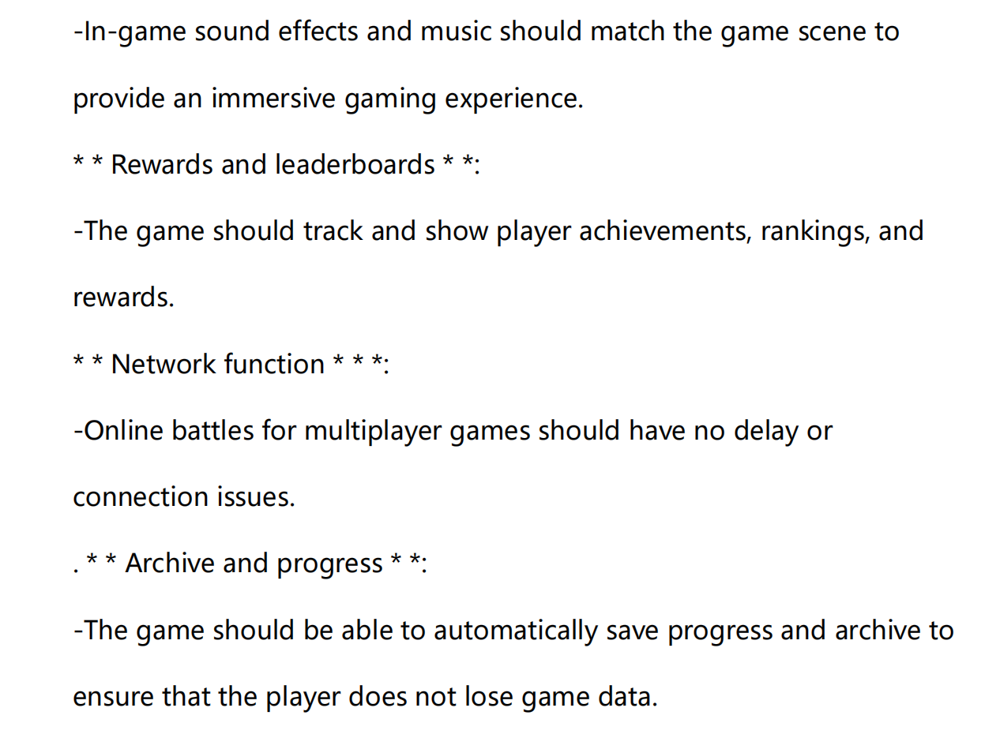 -In-game sound effects and music should match the game scene to
provide an immersive gaming experience.
* * Rewards and leaderboards * *:
-The game should track and show player achievements, rankings, and
rewards.
* * Network function * * *:
-Online battles for multiplayer games should have no delay or
connection issues.
. * * Archive and progress * *:
-The game should be able to automatically save progress and archive to
ensure that the player does not lose game data.